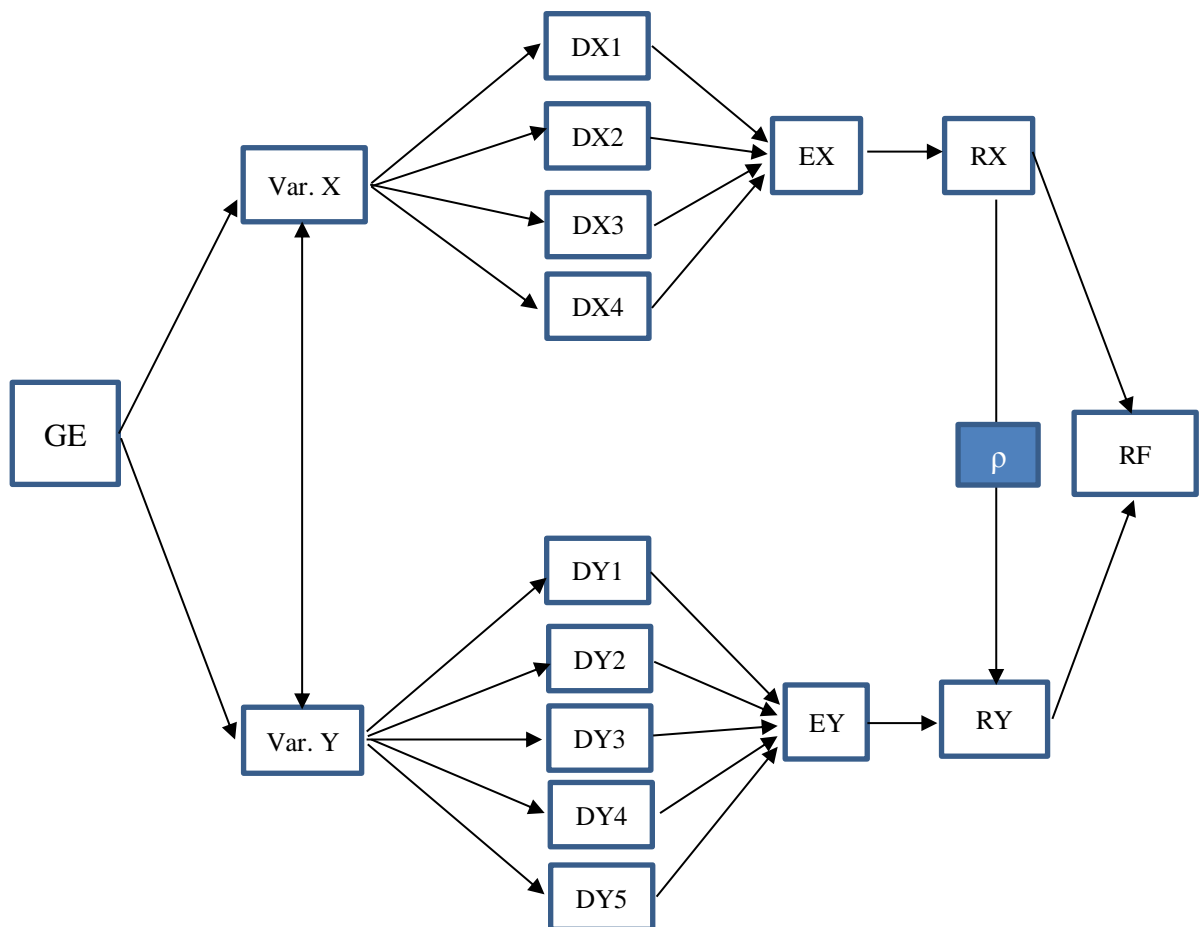 DX1
DX2
EX
RX
Var. X
DX3
DX4
GE
ρ
RF
DY1
DY2
DY3
EY
RY
Var. Y
DY4
DY5